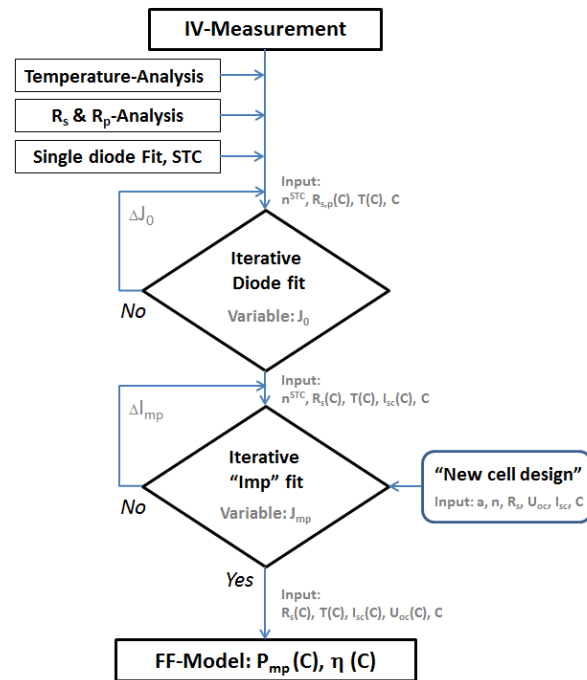 IV-Measurement
Temperature-Analysis
Rs & Rp-Analysis
Single diode Fit, STC
Input:
nSTC, Rs,p(C), T(C), C
ΔJ0
Iterative
Diode fit
Variable: J0
No
Input:
nSTC, Rs(C), T(C), Isc(C), C
ΔImp
Iterative
“Imp” fit
Variable: Jmp
No
“New cell design”
Input: a, n, Rs, Uoc, Isc, C
Yes
Input:
Rs(C), T(C), Isc(C), Uoc(C), C
FF-Model: Pmp (C), η (C)